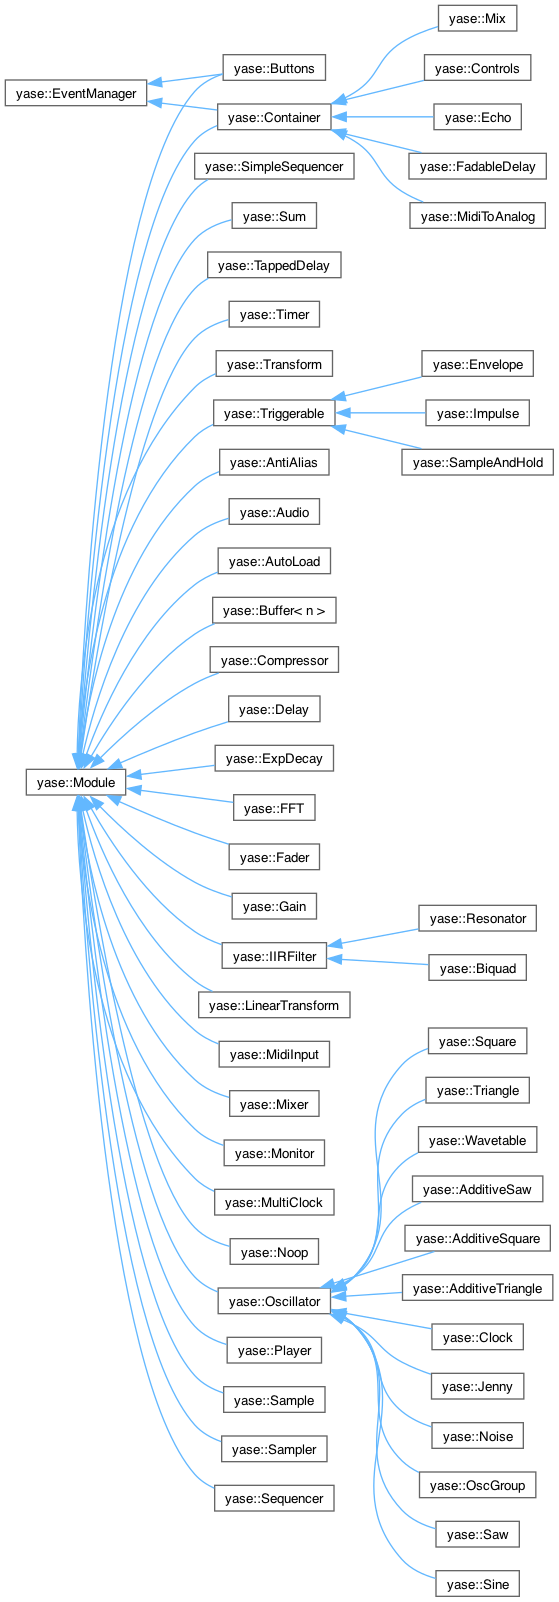 yase::Mix
yase::Buttons
yase::Controls
yase::EventManager
yase::Container
yase::Echo
yase::SimpleSequencer
yase::FadableDelay
yase::Sum
yase::MidiToAnalog
yase::TappedDelay
yase::Timer
yase::Transform
yase::Envelope
yase::Triggerable
yase::Impulse
yase::AntiAlias
yase::SampleAndHold
yase::Audio
yase::AutoLoad
yase::Buffer< n >
yase::Compressor
yase::Delay
yase::ExpDecay
yase::Module
yase::FFT
yase::Fader
yase::Gain
yase::Resonator
yase::IIRFilter
yase::Biquad
yase::LinearTransform
yase::Square
yase::MidiInput
yase::Triangle
yase::Mixer
yase::Wavetable
yase::Monitor
yase::AdditiveSaw
yase::MultiClock
yase::AdditiveSquare
yase::Noop
yase::AdditiveTriangle
yase::Oscillator
yase::Clock
yase::Player
yase::Jenny
yase::Sample
yase::Noise
yase::Sampler
yase::OscGroup
yase::Sequencer
yase::Saw
yase::Sine